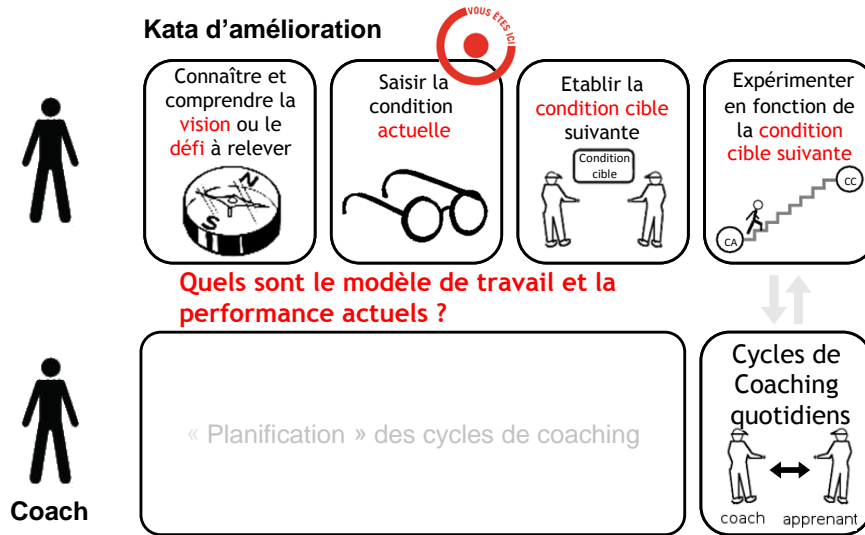 Kata d’amélioration
VOUS ÊTES ICI
Connaître et
comprendre la
vision ou le
défi à relever
N
S
Saisir la
condition
actuelle
Etablir la
condition cible
suivante
Condition
cible
Expérimenter
en fonction de
la condition
cible suivante
CC
CA
Quels sont le modèle de travail et la
performance actuels ?
« Planification » des cycles de coaching
Cycles de
Coaching
quotidiens
coach apprenant
Coach